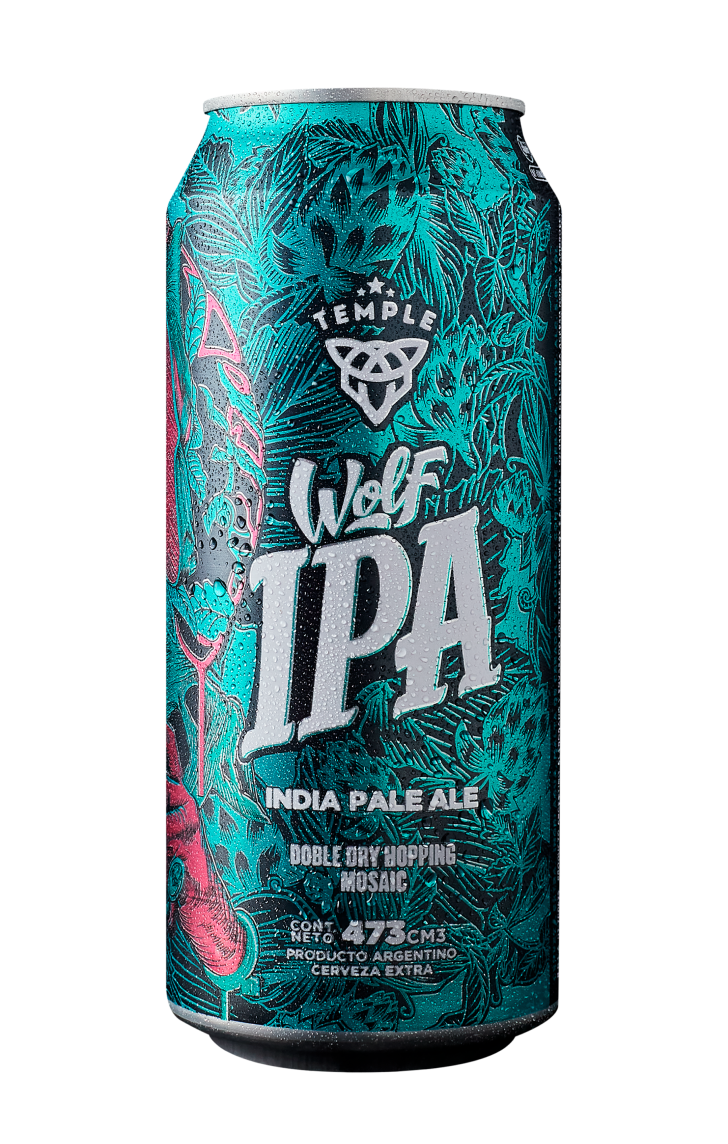 TEMPLE
Wolf
IPA
INDIA PALE ALE
DOBLE DRY HOPPING
MOSAIC
CONT. NETO. 473CM3
PRODUCTO ARGENTINO
CERVEZA EXTRA